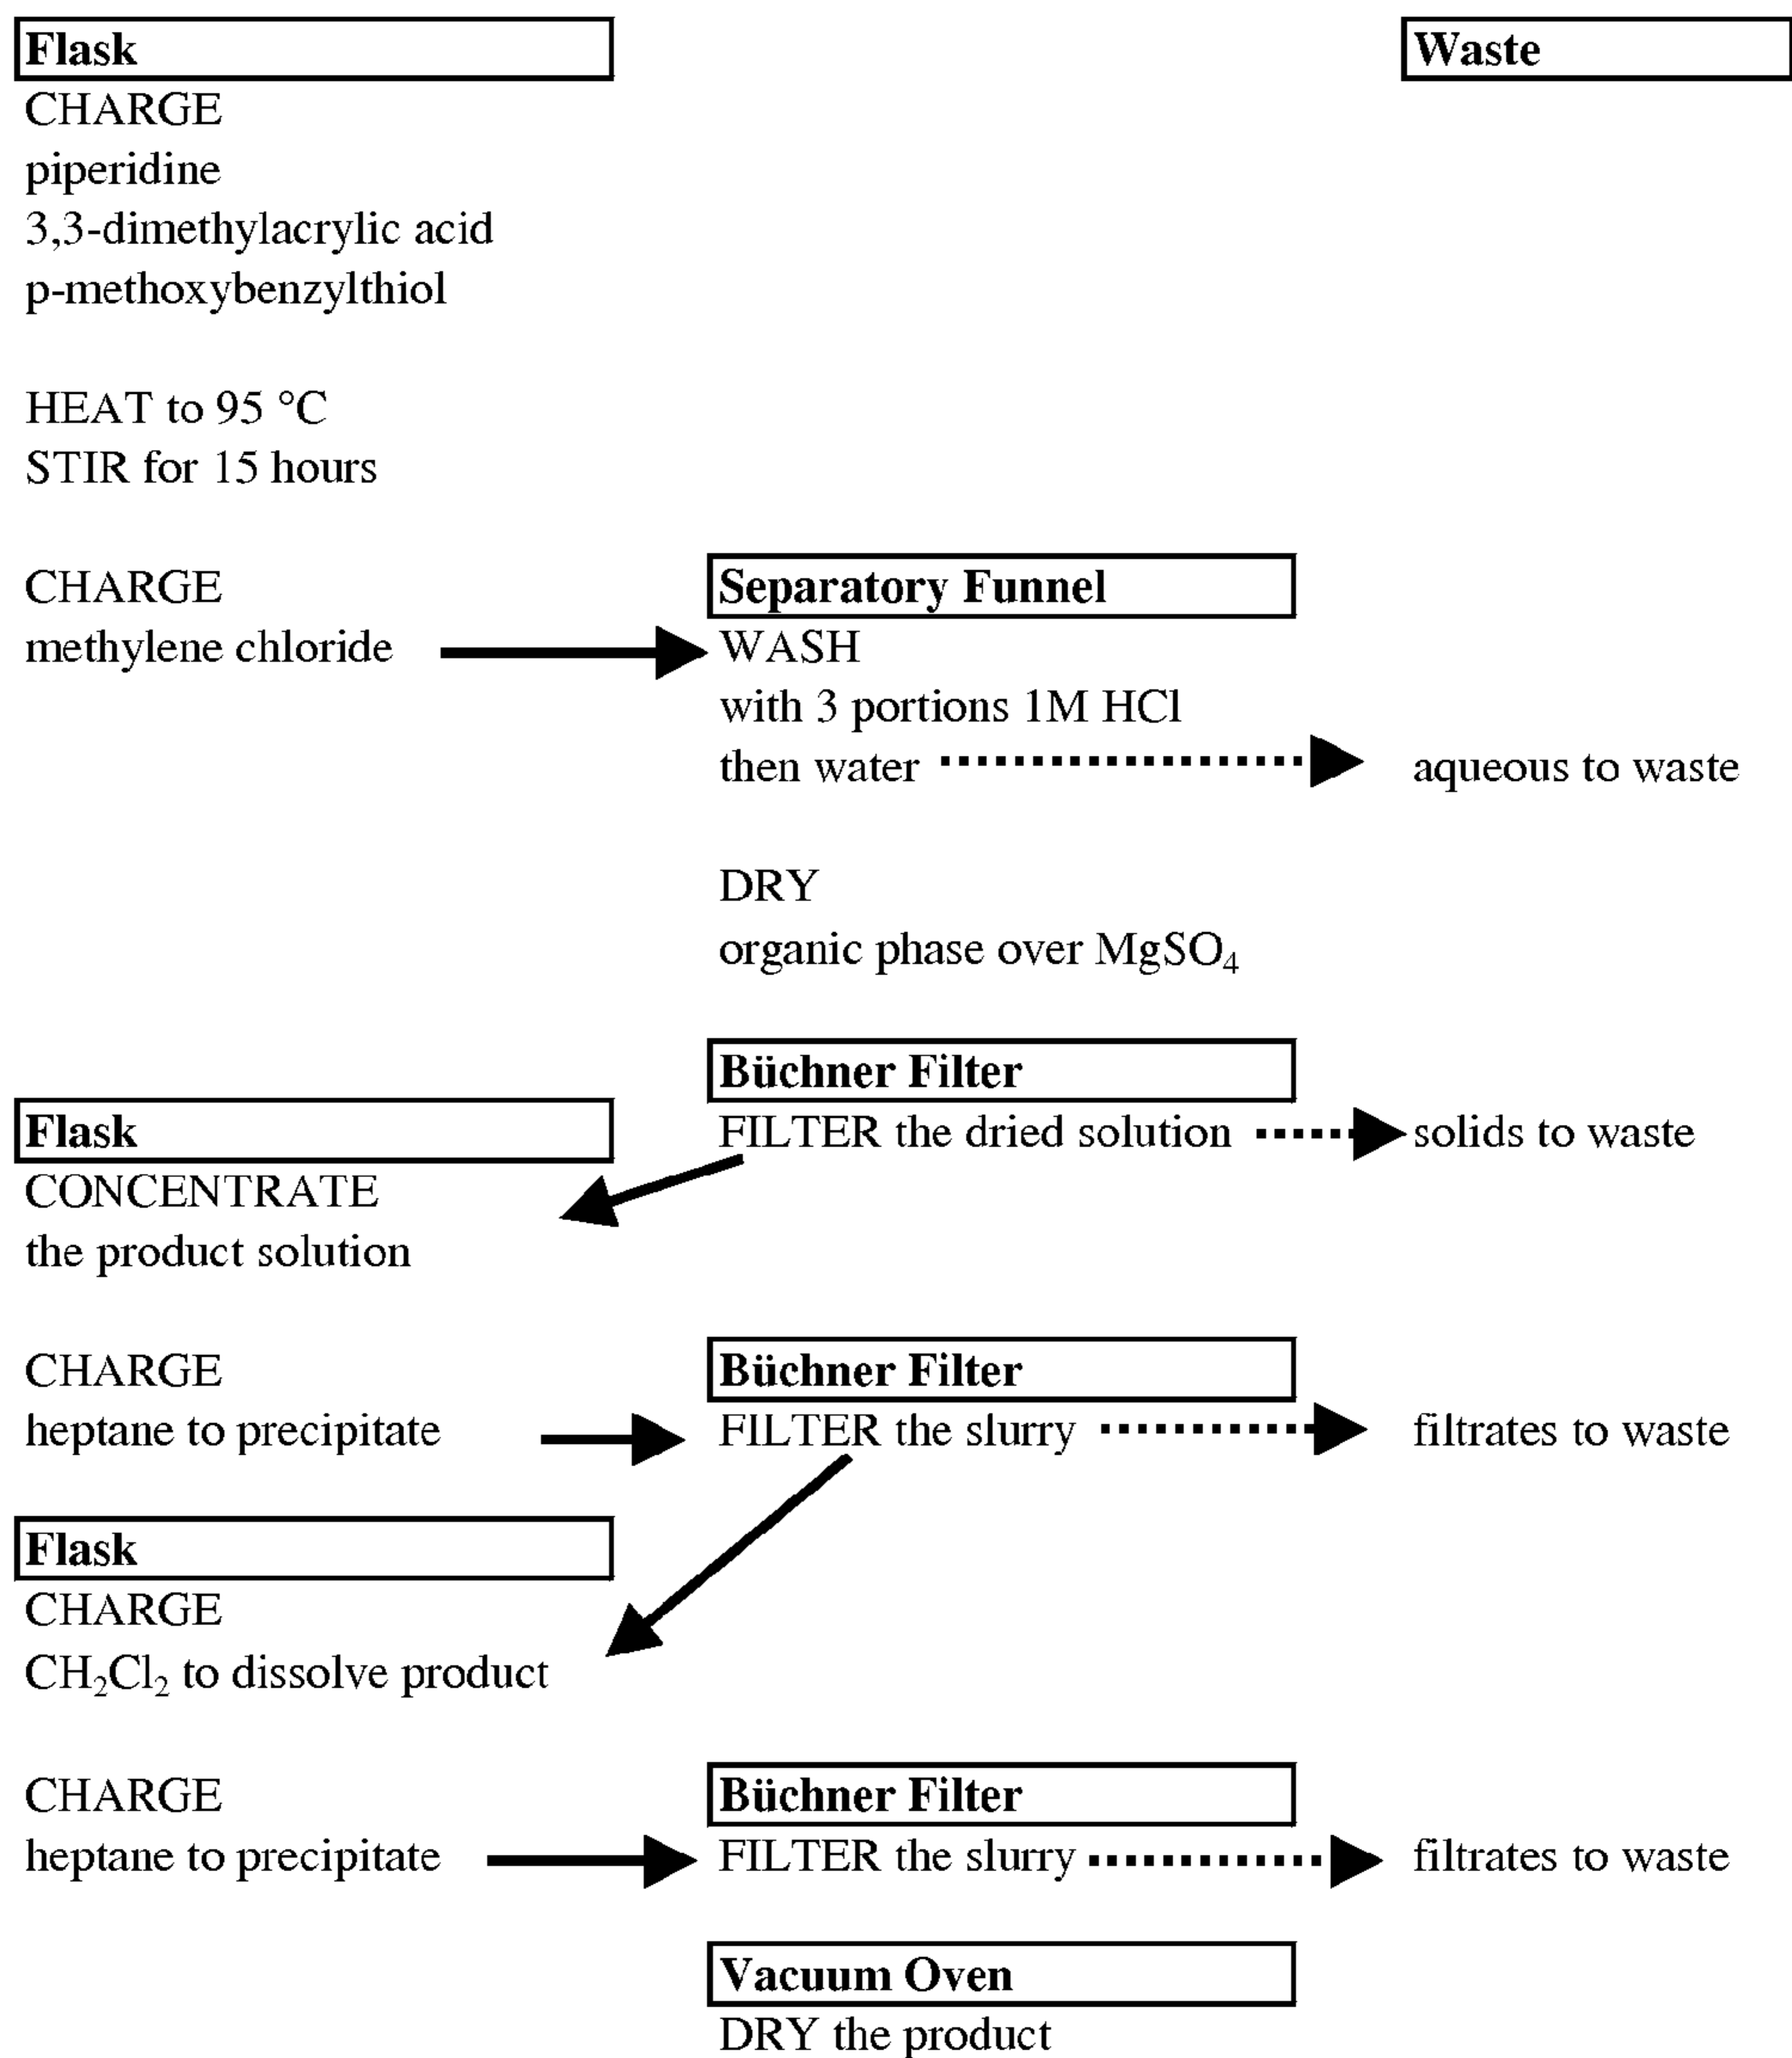 Flask
Waste
CHARGE
piperidine
3,3-dimethylacrylic acid
p-methoxybenzylthiol
HEAT to 95 °C
STIR for 15 hours
CHARGE
methylene chloride
Separatory Funnel
WASH
with 3 portions 1M HCl
then water
aqueous to waste
DRY
organic phase over MgSO₄
Büchner Filter
FILTER the dried solution
solids to waste
Flask
CONCENTRATE
the product solution
CHARGE
heptane to precipitate
Büchner Filter
FILTER the slurry
filtrates to waste
Flask
CHARGE
CH₂Cl₂ to dissolve product
CHARGE
heptane to precipitate
Büchner Filter
FILTER the slurry
filtrates to waste
Vacuum Oven
DRY the product